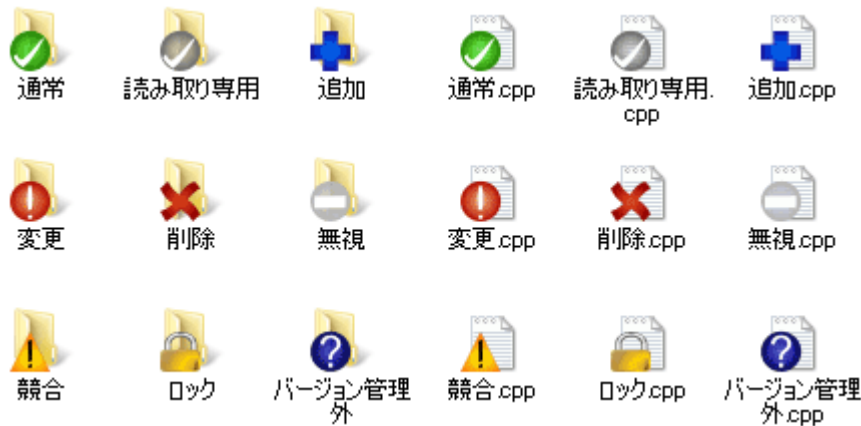 通常
読み取り専用
追加
通常.cpp
読み取り専用.
cpp
追加.cpp
変更
削除
無視
変更.cpp
削除.cpp
無視.cpp
競合
ロック
バージョン管理
外
競合.cpp
ロック.cpp
バージョン管理
外.cpp